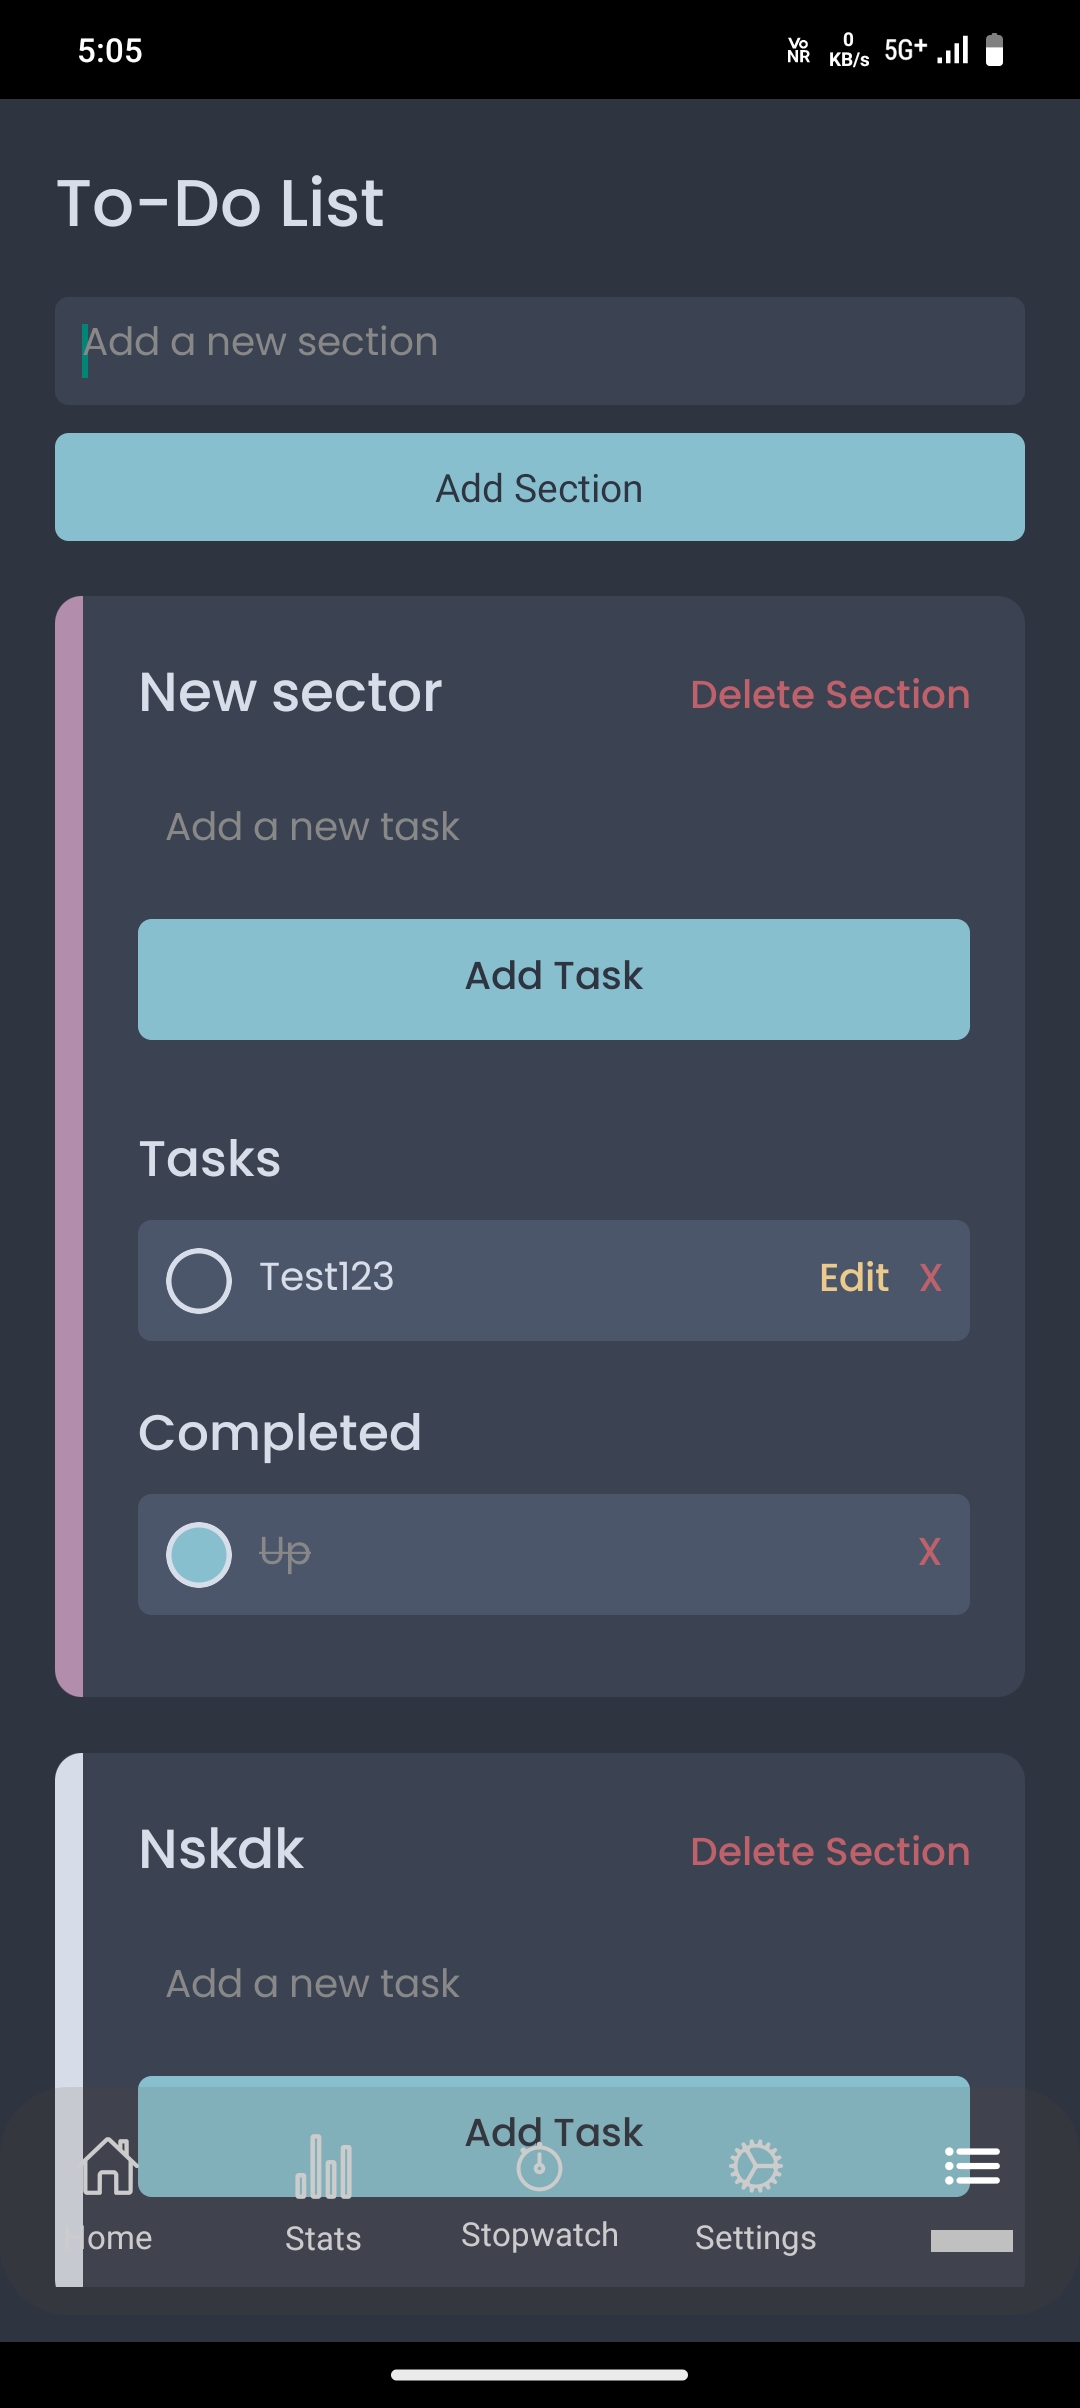 5:05
Vo
NR
0
KB/s
5G+
To-Do List
Add a new section
Add Section
New sector
Delete Section
Add a new task
Add Task
Tasks
Test123
Edit
X
Completed
Up
X
Nskdk
Delete Section
Add a new task
Add Task
Home
Stats
Stopwatch
Settings